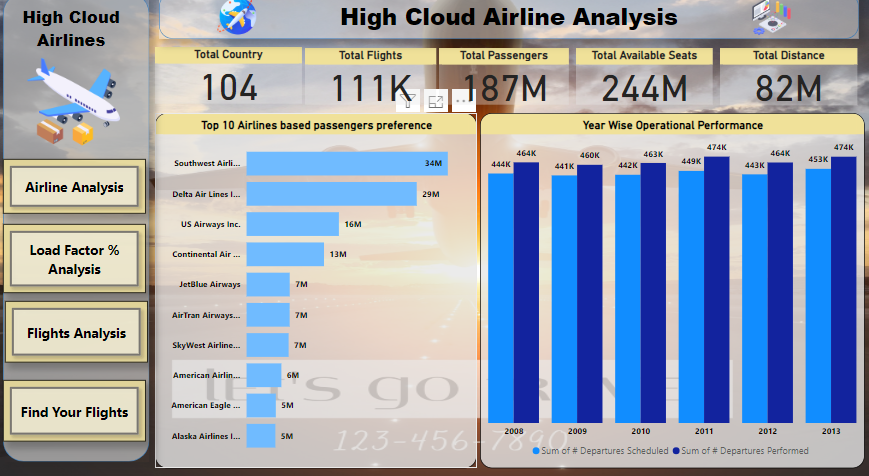 High Cloud
Airlines
High Cloud Airline Analysis
Total Country
104
Total Flights
111K
Total Passengers
187M
Total Available Seats
244M
Total Distance
82M
Airline Analysis
Load Factor %
Analysis
Flights Analysis
Find Your Flights
Top 10 Airlines based passengers preference
Southwest Airli... 34M
Delta Air Lines I... 29M
US Airways Inc. 16M
Continental Air ... 13M
JetBlue Airways 7M
AirTran Airways... 7M
SkyWest Airline... 7M
American Airlin... 6M
American Eagle ... 5M
Alaska Airlines I... 5M
let's go
123-456-7890
Year Wise Operational Performance
444K 464K 441K 460K 442K 463K 449K 474K 443K 464K 453K 474K
2008 2009 2010 2011 2012 2013
Sum of # Departures Scheduled Sum of # Departures Performed